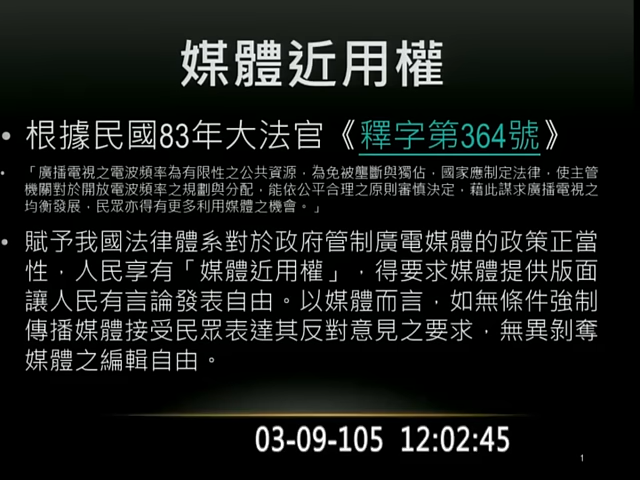 媒體近用權
• 根據民國83年大法官《釋字第364號》
• 「廣播電視之電波頻率為有限性之公共資源，為免被壟斷與獨佔，國家應制定法律，使主管
機關對於開放電波頻率之規劃與分配，能依公平合理之原則審慎決定，藉此謀求廣播電視之
均衡發展，民眾亦得有更多利用媒體之機會。」
• 賦予我國法律體系對於政府管制廣電媒體的政策正當
性，人民享有「媒體近用權」，得要求媒體提供版面
讓人民有言論發表自由。以媒體而言，如無條件強制
傳播媒體接受民眾表達其反對意見之要求，無異剝奪
媒體之編輯自由。
03-09-105 12:02:45
1